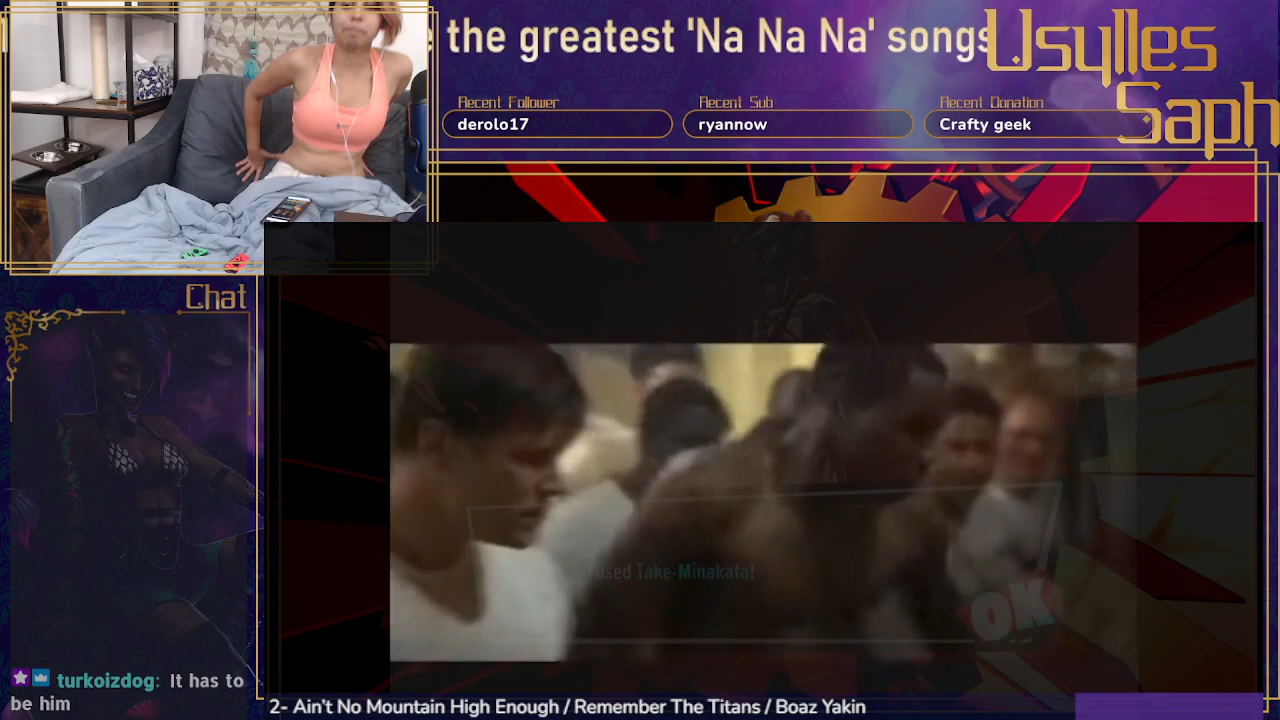 the greatest 'Na Na Na' songs
Usylles
Saph
Recent Follower
Recent Sub
Recent Donation
derolo17
ryannow
Crafty geek
Chat
used Take-Minakata!
OK
turkoizdog: It has to
be him
2- Ain't No Mountain High Enough / Remember The Titans / Boaz Yakin